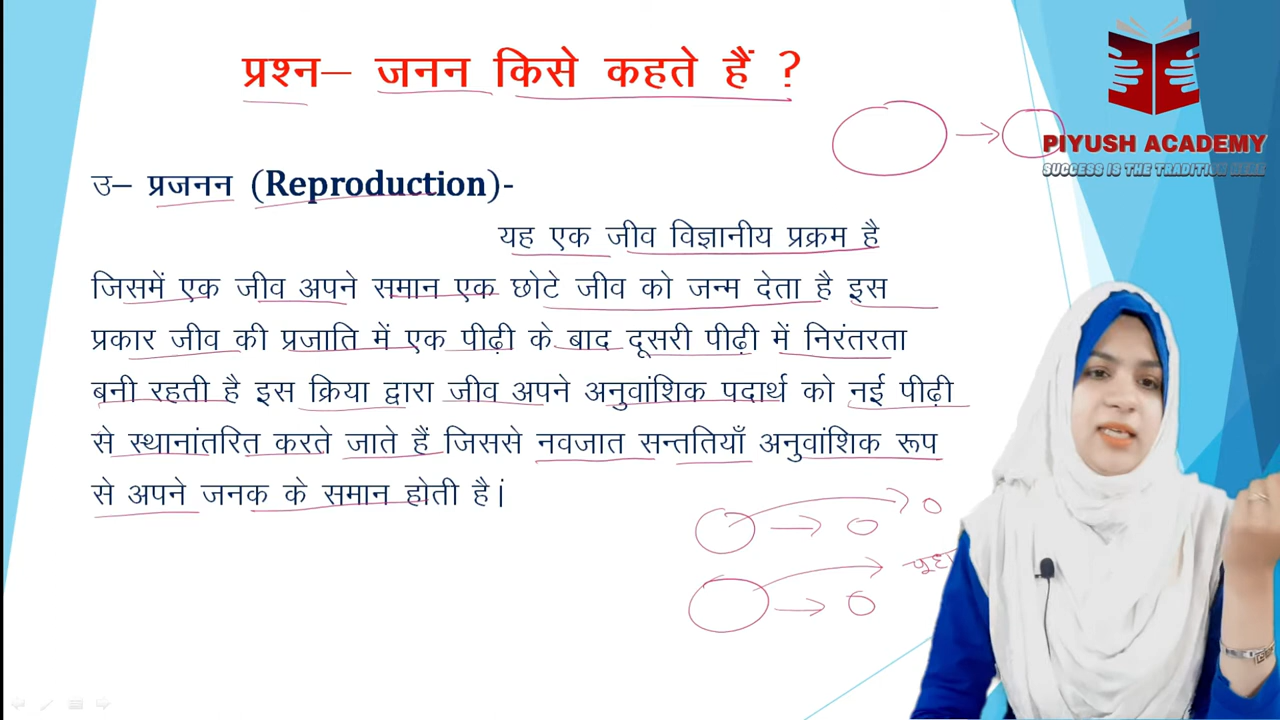 प्रश्न– जनन किसे कहते हैं ?
PIYUSH ACADEMY
SUCCESS IS THE TRADITION HERE
उ– प्रजनन (Reproduction)-
यह एक जीव विज्ञानीय प्रक्रम है
जिसमें एक जीव अपने समान एक छोटे जीव को जन्म देता है इस
प्रकार जीव की प्रजाति में एक पीढ़ी के बाद दूसरी पीढ़ी में निरंतरता
बनी रहती है इस क्रिया द्वारा जीव अपने अनुवांशिक पदार्थ को नई पीढ़ी
से स्थानांतरित करते जाते हैं जिससे नवजात सन्ततियाँ अनुवांशिक रूप
से अपने जनक के समान होती है।